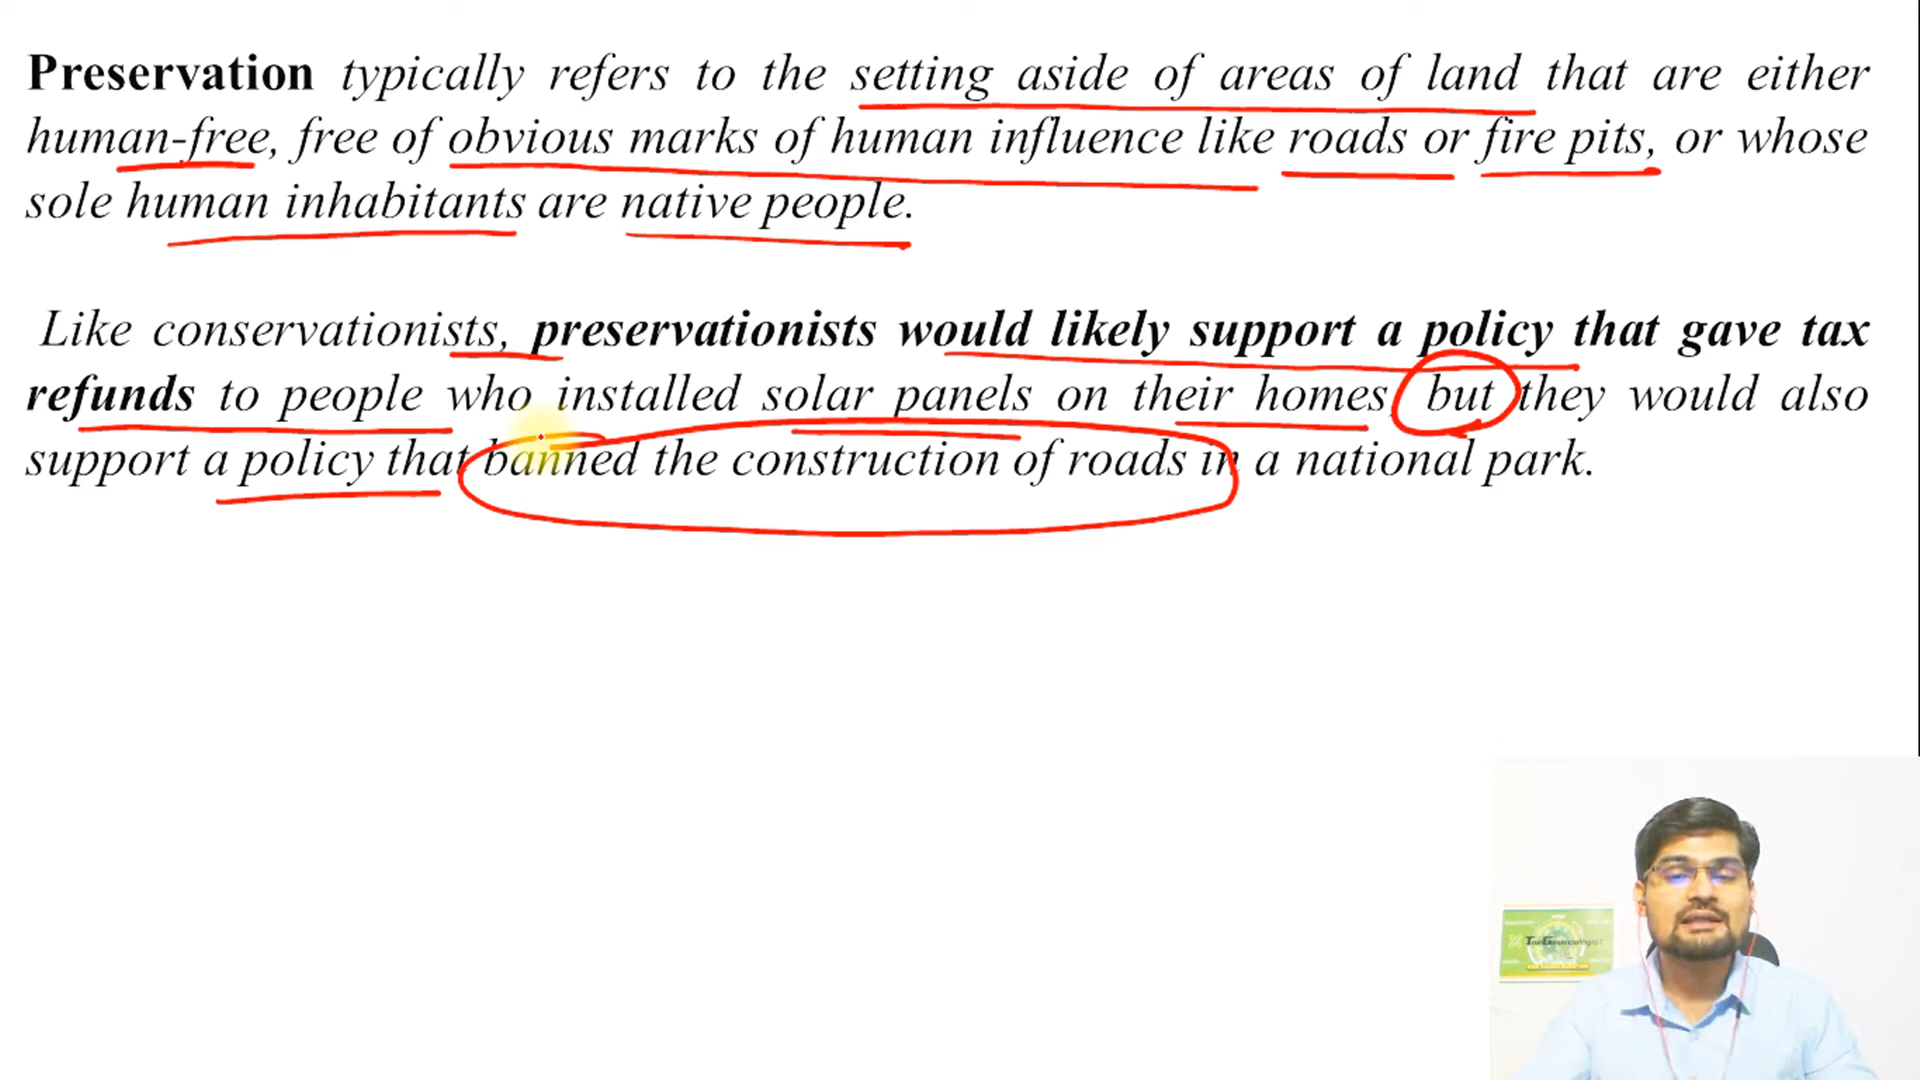 Preservation typically refers to the setting aside of areas of land that are either
human-free, free of obvious marks of human influence like roads or fire pits, or whose
sole human inhabitants are native people.
Like conservationists, preservationists would likely support a policy that gave tax
refunds to people who installed solar panels on their homes, but they would also
support a policy that banned the construction of roads in a national park.